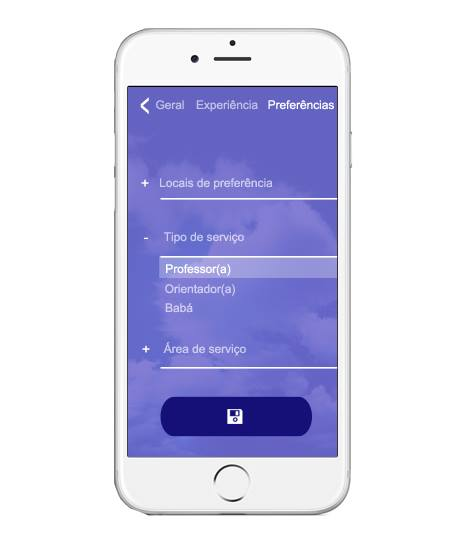 Geral Experiência Preferências
+ Locais de preferência
- Tipo de serviço
Professor(a)
Orientador(a)
Babá
+ Área de serviço